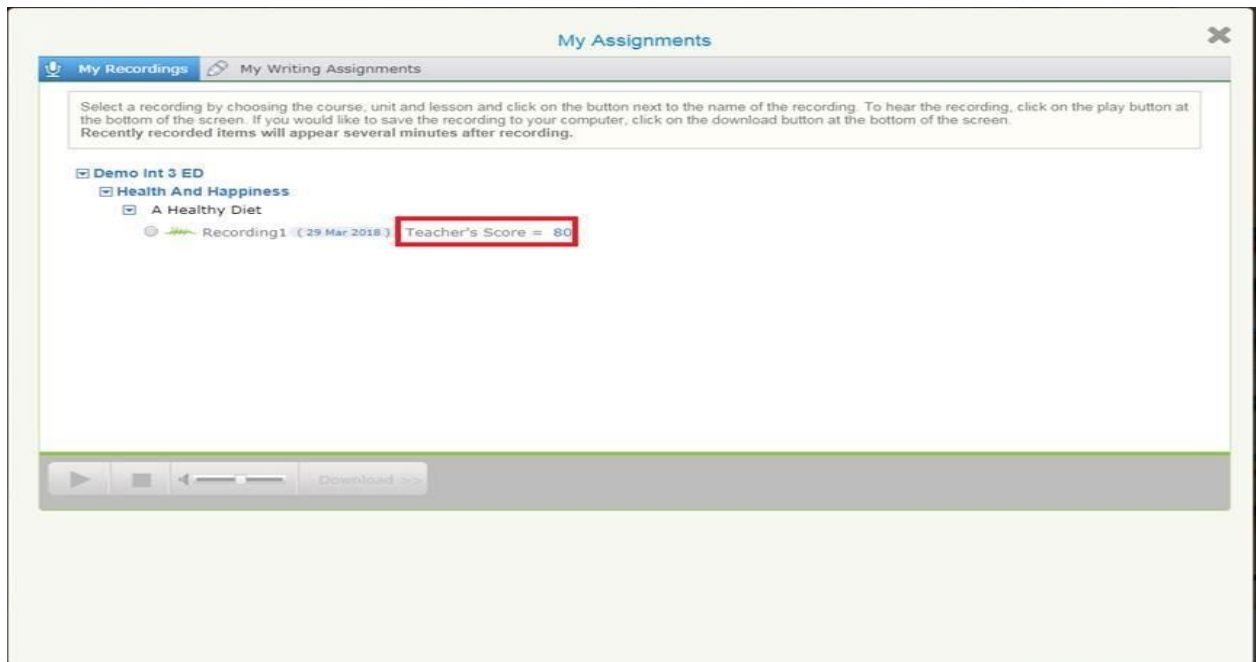 My Assignments
My Recordings My Writing Assignments
Select a recording by choosing the course, unit and lesson and click on the button next to the name of the recording. To hear the recording, click on the play button at
the bottom of the screen. If you would like to save the recording to your computer, click on the download button at the bottom of the screen.
Recently recorded items will appear several minutes after recording.
Demo Int 3 ED
Health And Happiness
A Healthy Diet
Recording1 ( 29 Mar 2018 ) Teacher's Score = 80
Download >>